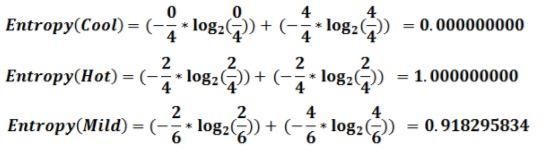 Entropy(Cool) = (−0/4 * log₂(0/4)) + (−4/4 * log₂(4/4)) = 0.000000000
Entropy(Hot) = (−2/4 * log₂(2/4)) + (−2/4 * log₂(2/4)) = 1.000000000
Entropy(Mild) = (−2/6 * log₂(2/6)) + (−4/6 * log₂(4/6)) = 0.918295834